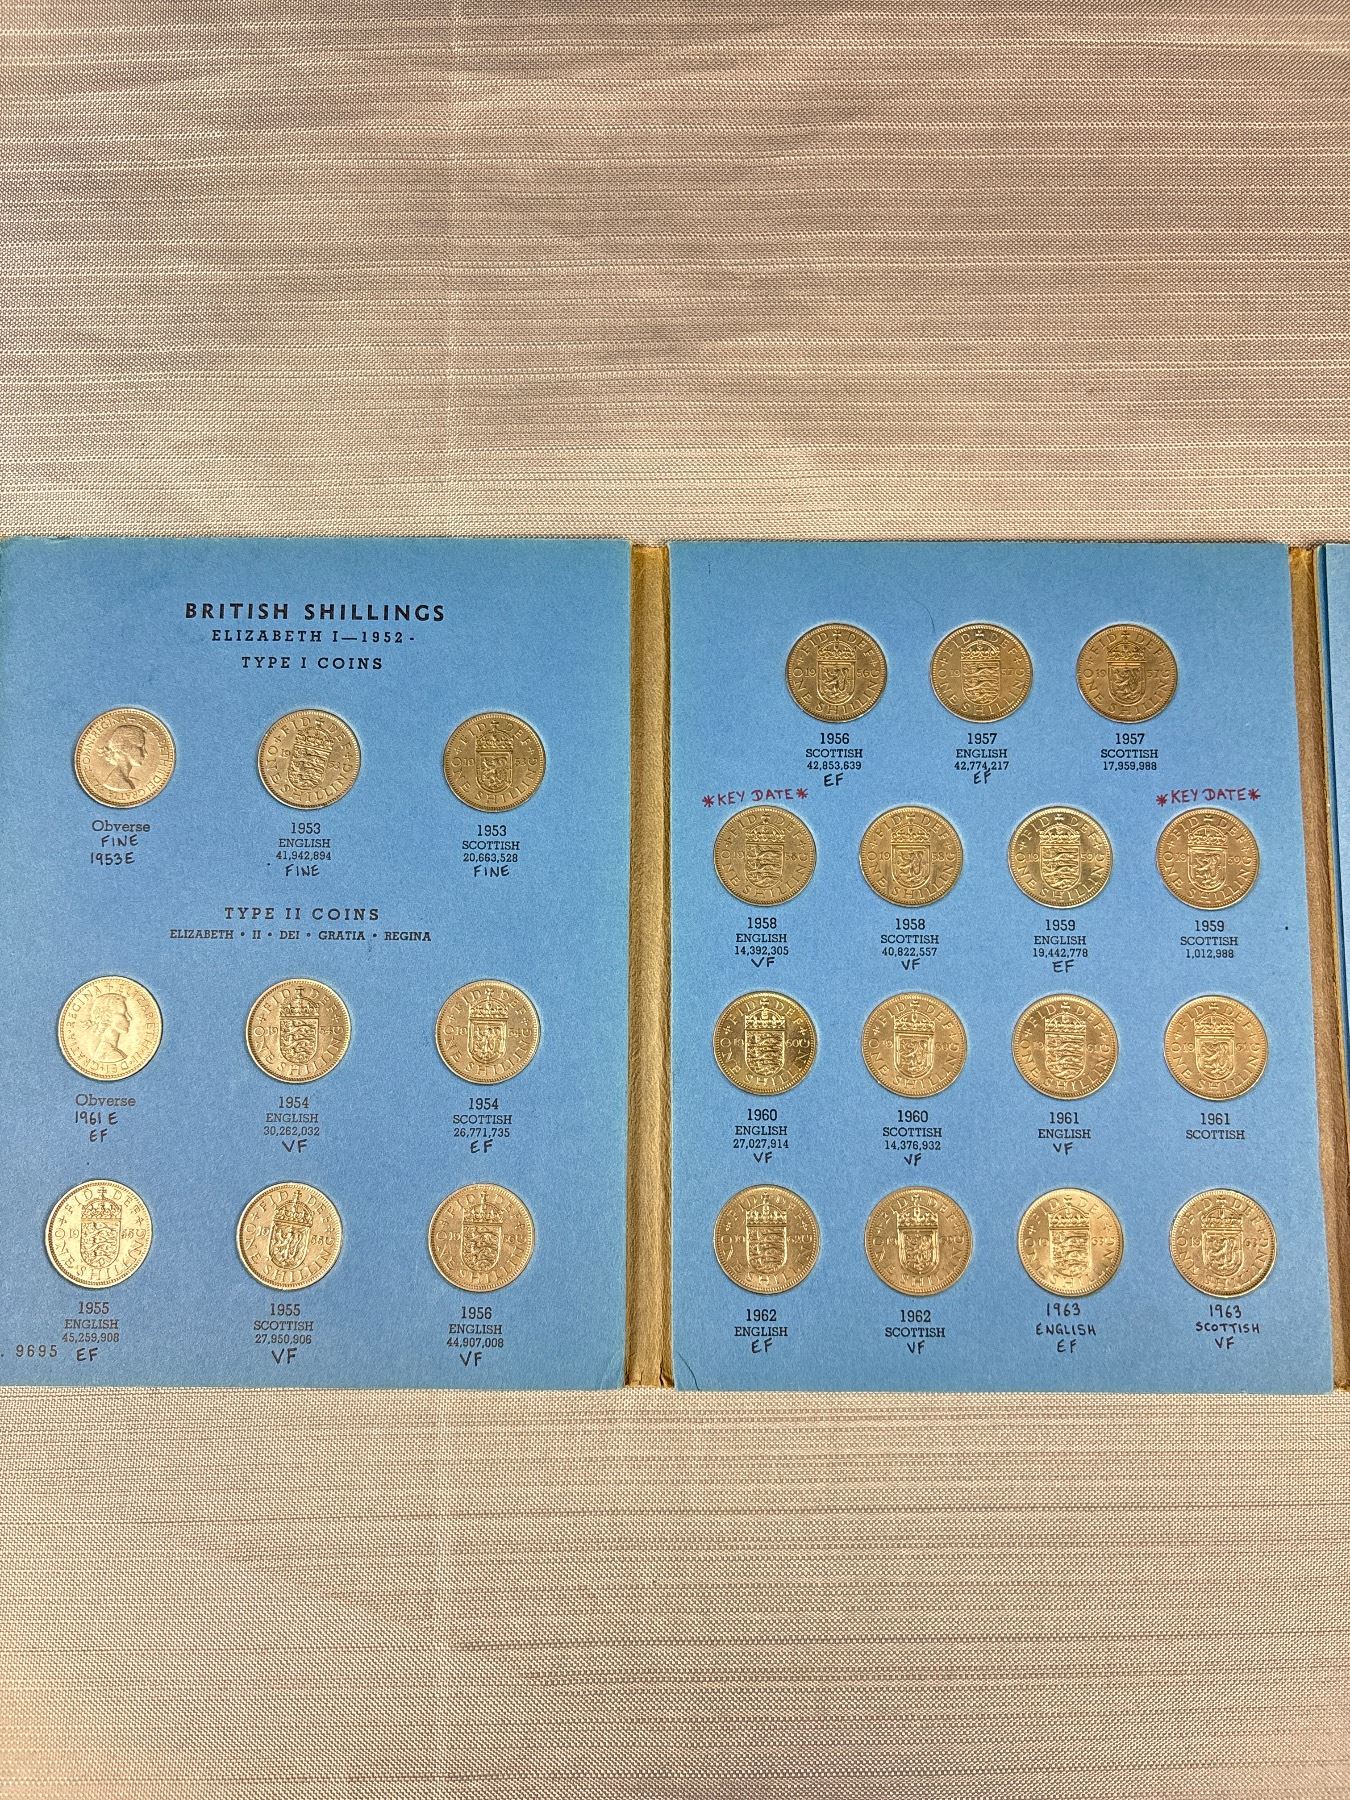 BRITISH SHILLINGS
ELIZABETH I—1952-
TYPE I COINS
Obverse
FINE
1953E
1953
ENGLISH
41,942,894
FINE
1953
SCOTTISH
20,663,528
FINE
TYPE II COINS
ELIZABETH • II • DEI • GRATIA • REGINA
Obverse
1961 E
EF
1954
ENGLISH
30,262,032
VF
1954
SCOTTISH
26,771,735
EF
1955
ENGLISH
45,259,908
EF
1955
SCOTTISH
27,950,906
VF
1956
ENGLISH
44,907,008
VF
. 9695
1956
SCOTTISH
42,853,639
EF
1957
ENGLISH
42,774,217
EF
1957
SCOTTISH
17,959,988
*KEY DATE*
1958
ENGLISH
14,392,305
VF
1958
SCOTTISH
40,822,557
VF
1959
ENGLISH
19,442,778
EF
*KEY DATE*
1959
SCOTTISH
1,012,988
1960
ENGLISH
27,027,914
VF
1960
SCOTTISH
14,376,932
VF
1961
ENGLISH
VF
1961
SCOTTISH
1962
ENGLISH
EF
1962
SCOTTISH
VF
1963
ENGLISH
EF
1963
SCOTTISH
VF